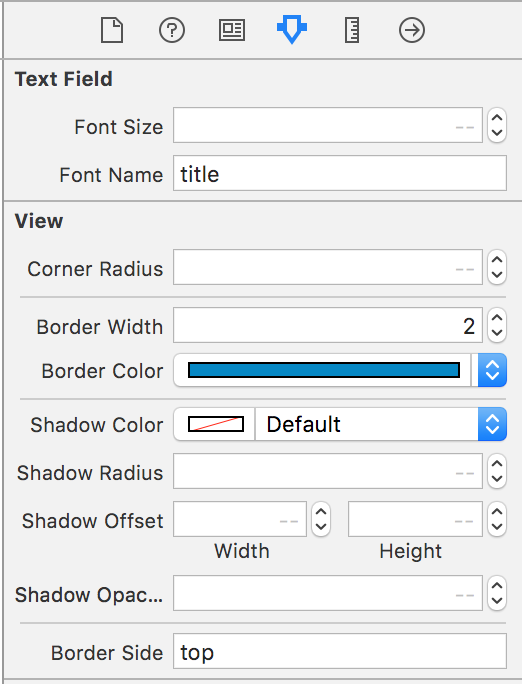 ?
Text Field
Font Size --
Font Name title
View
Corner Radius --
Border Width 2
Border Color
Shadow Color Default
Shadow Radius --
Shadow Offset -- --
Width Height
Shadow Opac... --
Border Side top